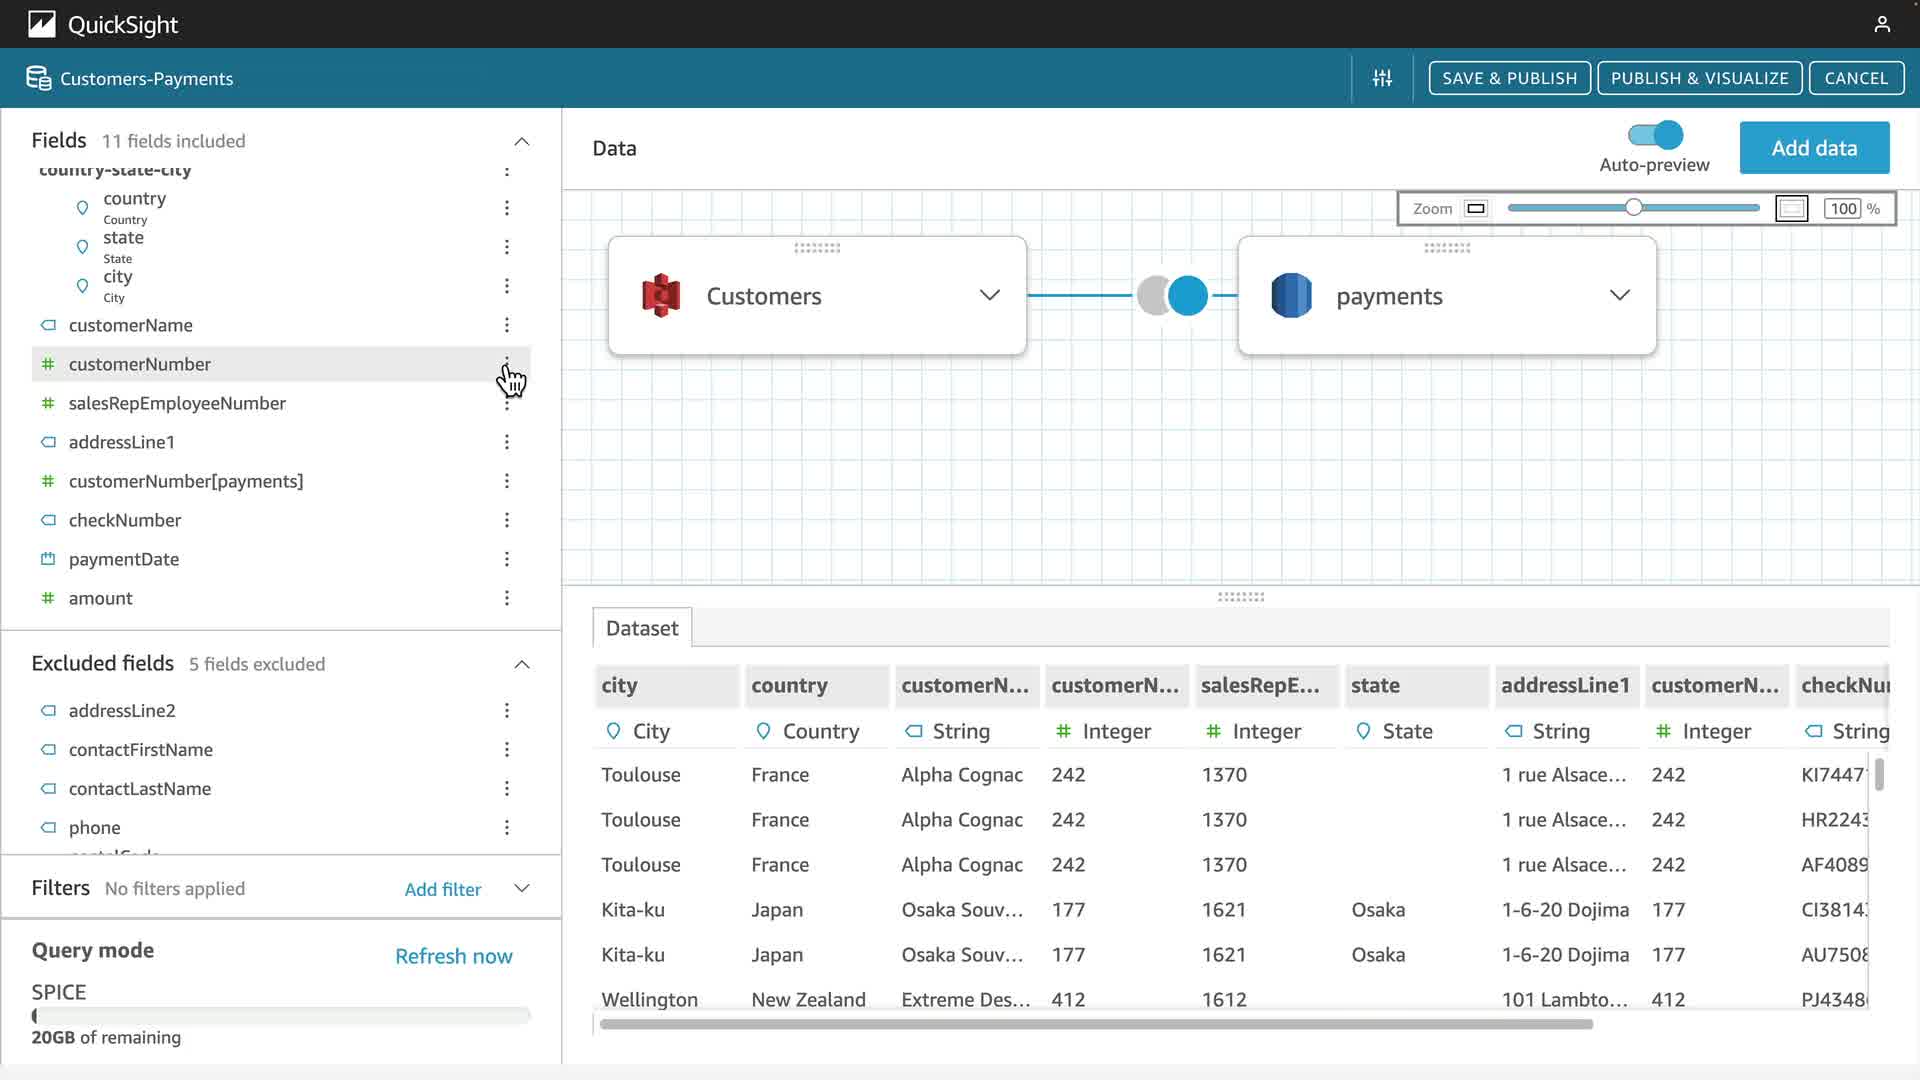 QuickSight
Customers-Payments
SAVE & PUBLISH
PUBLISH & VISUALIZE
CANCEL
Fields 11 fields included
country-state-city
country
Country
state
State
city
City
customerName
customerNumber
salesRepEmployeeNumber
addressLine1
customerNumber[payments]
checkNumber
paymentDate
amount
Excluded fields 5 fields excluded
addressLine2
contactFirstName
contactLastName
phone
Filters No filters applied Add filter
Query mode
Refresh now
SPICE
20GB of remaining
Data
Auto-preview
Add data
Zoom 100 %
Customers
payments
Dataset
city country customerN... customerN... salesRepE... state addressLine1 customerN... checkNu
City Country String Integer Integer State String Integer String
Toulouse France Alpha Cognac 242 1370 1 rue Alsace... 242 KI7447
Toulouse France Alpha Cognac 242 1370 1 rue Alsace... 242 HR2243
Toulouse France Alpha Cognac 242 1370 1 rue Alsace... 242 AF4089
Kita-ku Japan Osaka Souv... 177 1621 Osaka 1-6-20 Dojima 177 CI3814
Kita-ku Japan Osaka Souv... 177 1621 Osaka 1-6-20 Dojima 177 AU7508
Wellington New Zealand Extreme Des... 412 1612 101 Lambto... 412 PJ4348